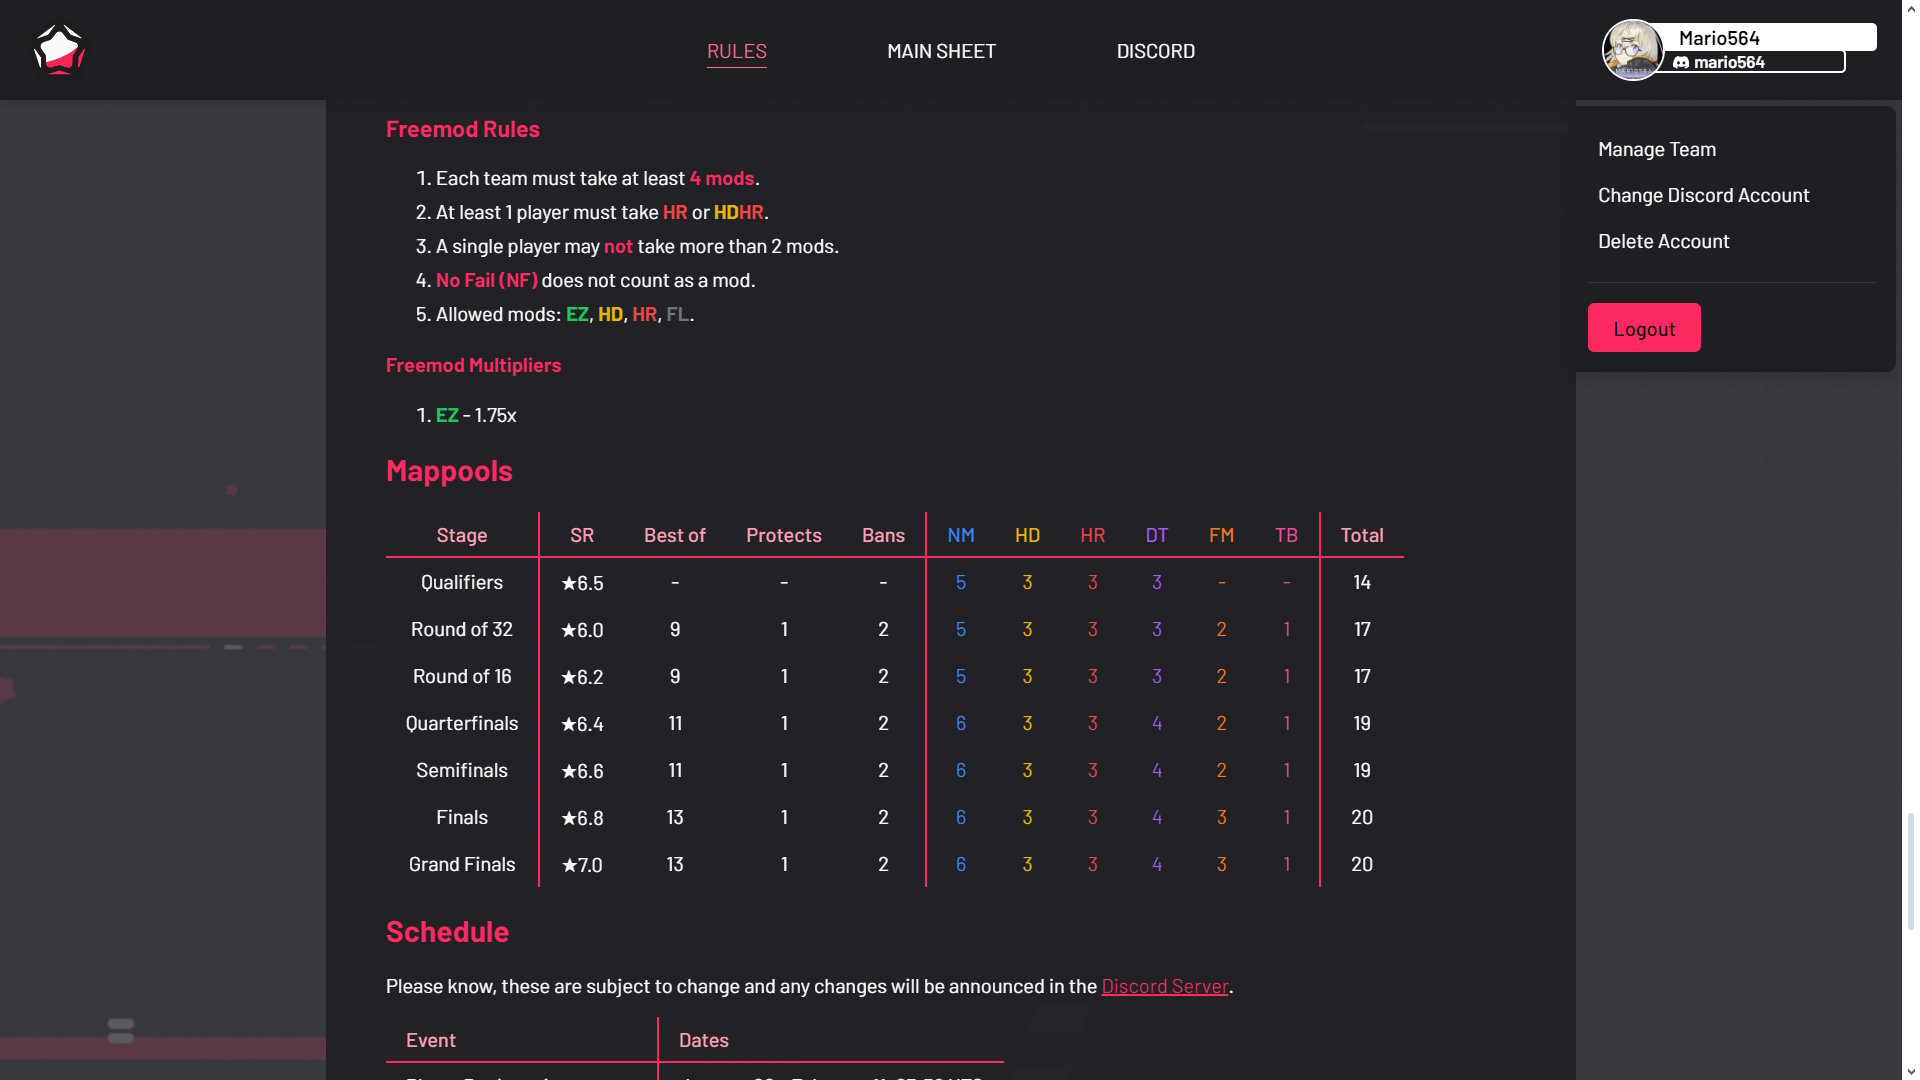 RULES
MAIN SHEET
DISCORD
Mario564
mario564
Manage Team
Change Discord Account
Delete Account
Logout
Freemod Rules
1. Each team must take at least 4 mods.
2. At least 1 player must take HR or HDHR.
3. A single player may not take more than 2 mods.
4. No Fail (NF) does not count as a mod.
5. Allowed mods: EZ, HD, HR, FL.
Freemod Multipliers
1. EZ - 1.75x
Mappools
Stage SR Best of Protects Bans NM HD HR DT FM TB Total
Qualifiers ★6.5 - - - 5 3 3 3 - - 14
Round of 32 ★6.0 9 1 2 5 3 3 3 2 1 17
Round of 16 ★6.2 9 1 2 5 3 3 3 2 1 17
Quarterfinals ★6.4 11 1 2 6 3 3 4 2 1 19
Semifinals ★6.6 11 1 2 6 3 3 4 2 1 19
Finals ★6.8 13 1 2 6 3 3 4 3 1 20
Grand Finals ★7.0 13 1 2 6 3 3 4 3 1 20
Schedule
Please know, these are subject to change and any changes will be announced in the Discord Server.
Event Dates